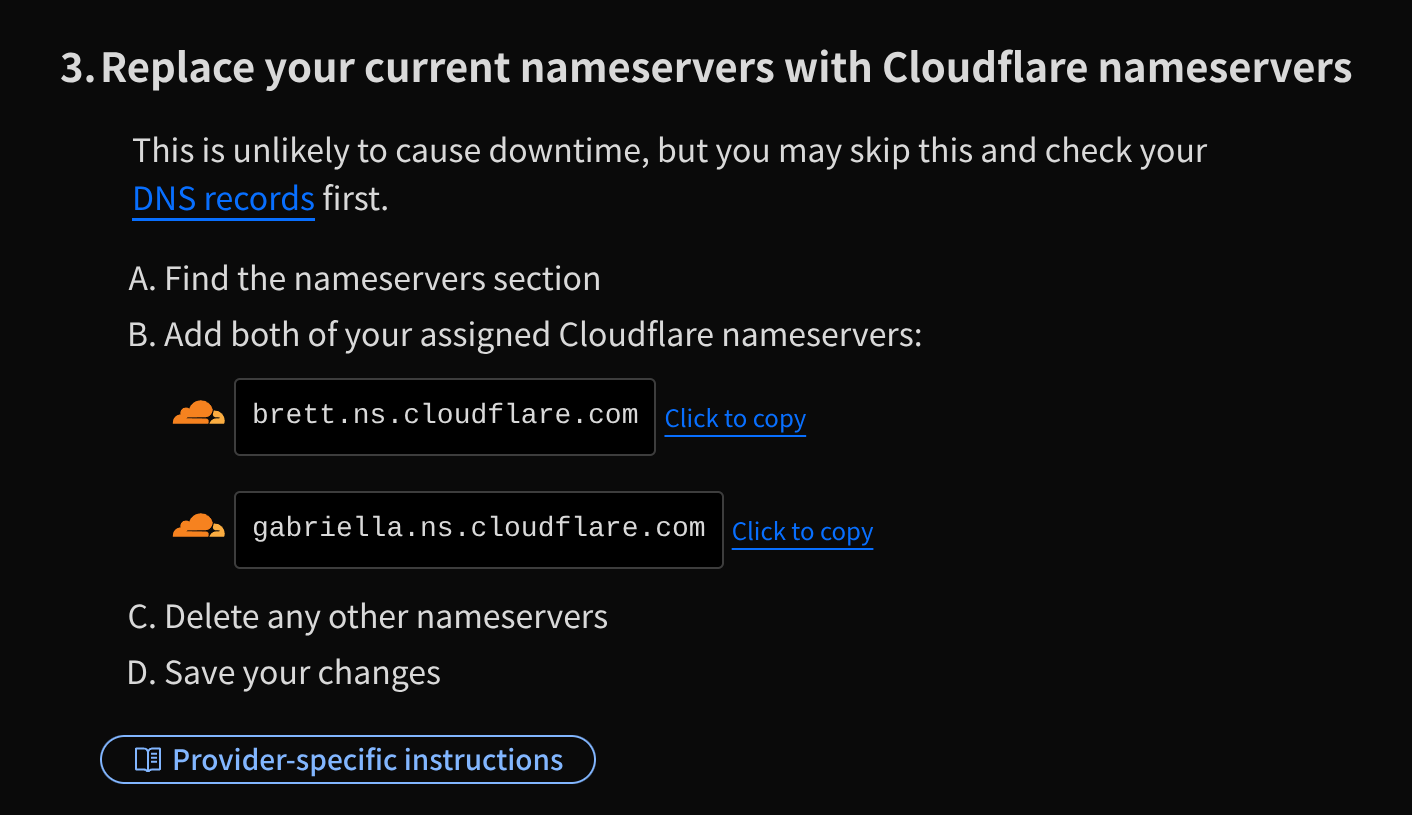 3. Replace your current nameservers with Cloudflare nameservers
This is unlikely to cause downtime, but you may skip this and check your
DNS records first.
A. Find the nameservers section
B. Add both of your assigned Cloudflare nameservers:
brett.ns.cloudflare.com Click to copy
gabriella.ns.cloudflare.com Click to copy
C. Delete any other nameservers
D. Save your changes
Provider-specific instructions